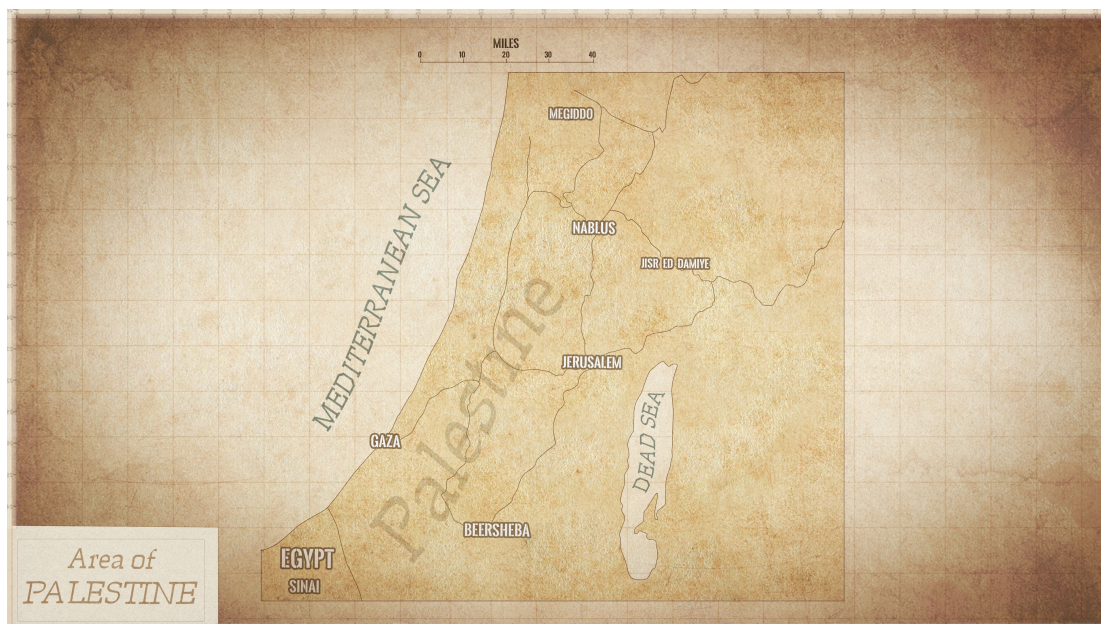 MILES
0 10 20 30 40
MEGIDDO
MEDITERRANEAN SEA
NABLUS
JISR ED DAMIYE
Palestine
JERUSALEM
DEAD SEA
GAZA
BEERSHEBA
EGYPT
SINAI
Area of
PALESTINE